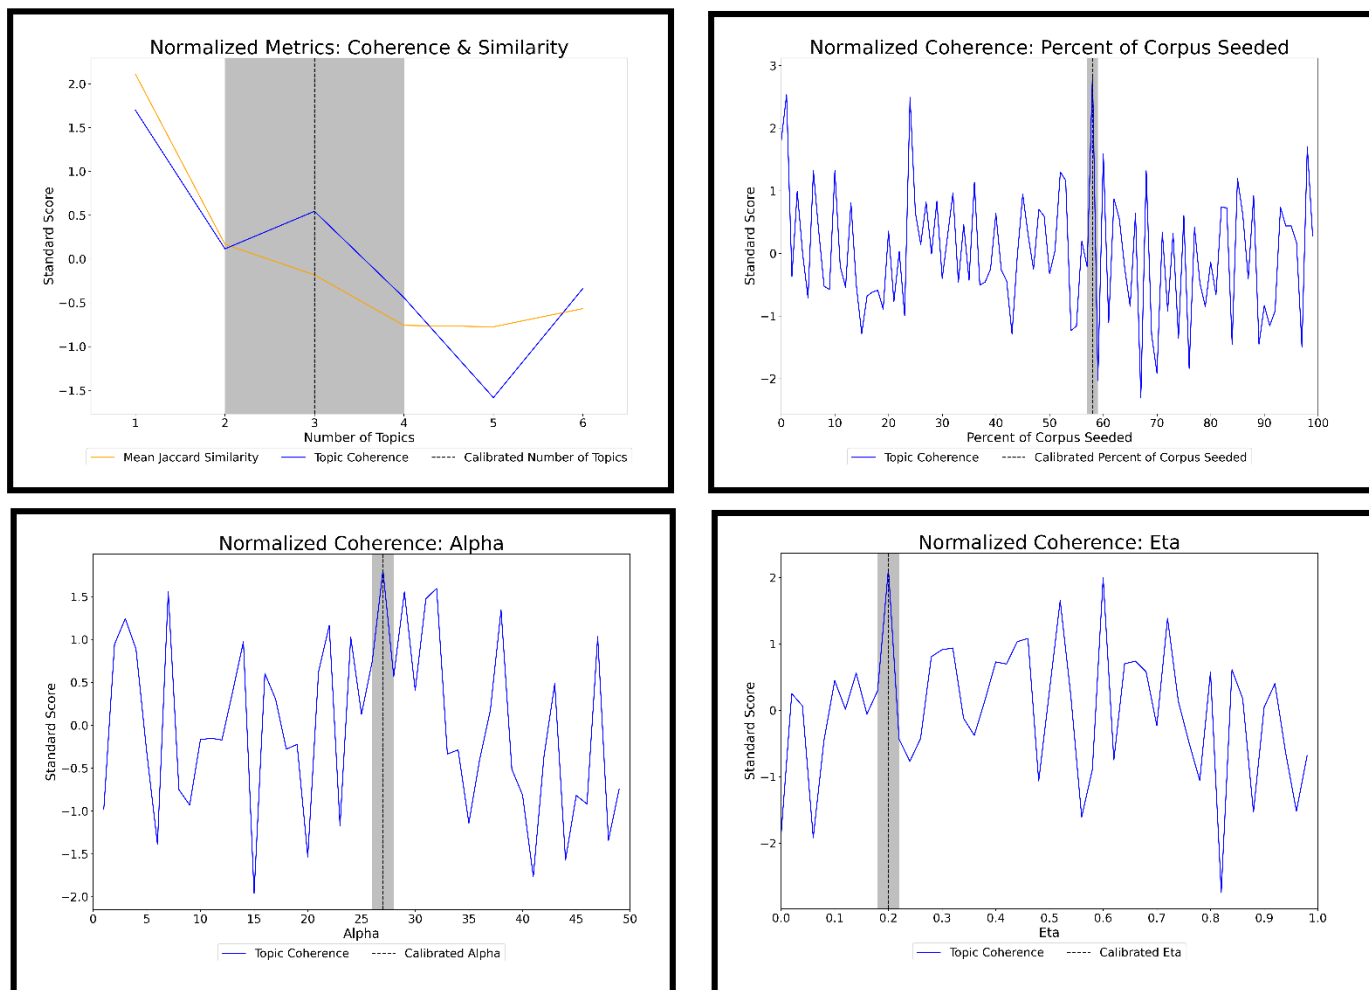 Normalized Metrics: Coherence & Similarity
2.0
1.5
1.0
0.5
0.0
−0.5
−1.0
−1.5
Standard Score
1 2 3 4 5 6
Number of Topics
Mean Jaccard Similarity Topic Coherence Calibrated Number of Topics
Normalized Coherence: Percent of Corpus Seeded
3
2
1
0
−1
−2
Standard Score
0 10 20 30 40 50 60 70 80 90 100
Percent of Corpus Seeded
Topic Coherence Calibrated Percent of Corpus Seeded
Normalized Coherence: Alpha
1.5
1.0
0.5
0.0
−0.5
−1.0
−1.5
−2.0
Standard Score
0 5 10 15 20 25 30 35 40 45 50
Alpha
Topic Coherence Calibrated Alpha
Normalized Coherence: Eta
2
1
0
−1
−2
Standard Score
0.0 0.1 0.2 0.3 0.4 0.5 0.6 0.7 0.8 0.9 1.0
Eta
Topic Coherence Calibrated Eta